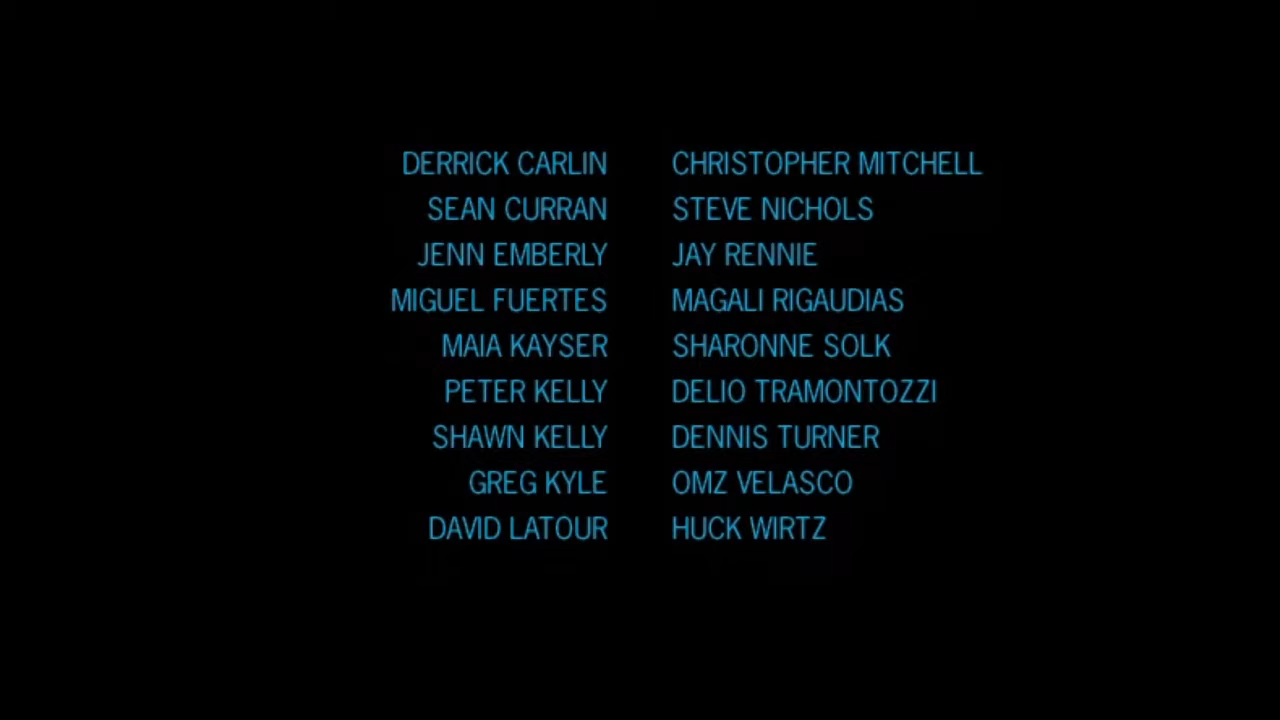 DERRICK CARLIN CHRISTOPHER MITCHELL
SEAN CURRAN STEVE NICHOLS
JENN EMBERLY JAY RENNIE
MIGUEL FUERTES MAGALI RIGAUDIAS
MAIA KAYSER SHARONNE SOLK
PETER KELLY DELIO TRAMONTOZZI
SHAWN KELLY DENNIS TURNER
GREG KYLE OMZ VELASCO
DAVID LATOUR HUCK WIRTZ